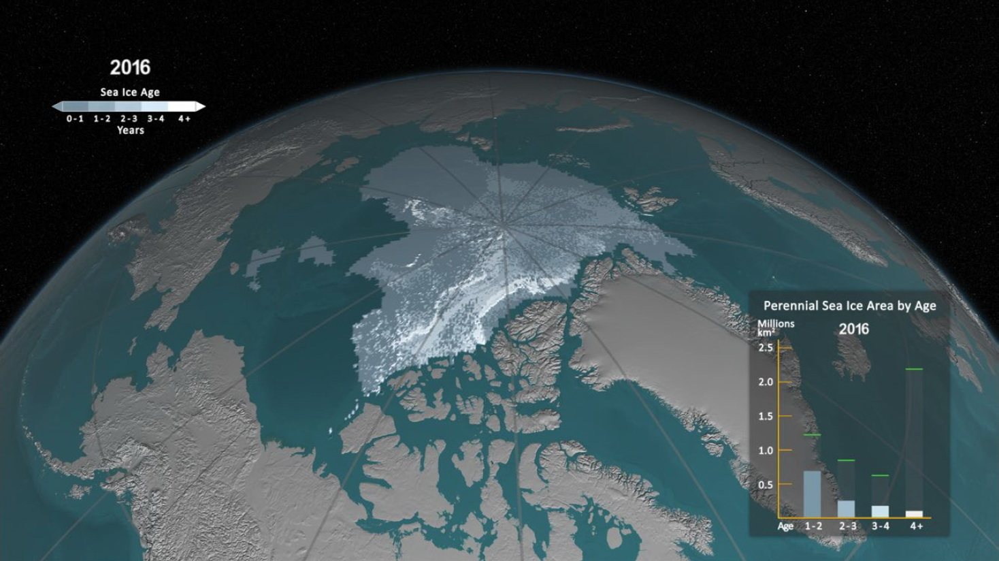 2016
Sea Ice Age
0-1 1-2 2-3 3-4 4+
Years
Perennial Sea Ice Area by Age
Millions
km²
2016
2.5
2.0
1.5
1.0
0.5
Age 1-2 2-3 3-4 4+